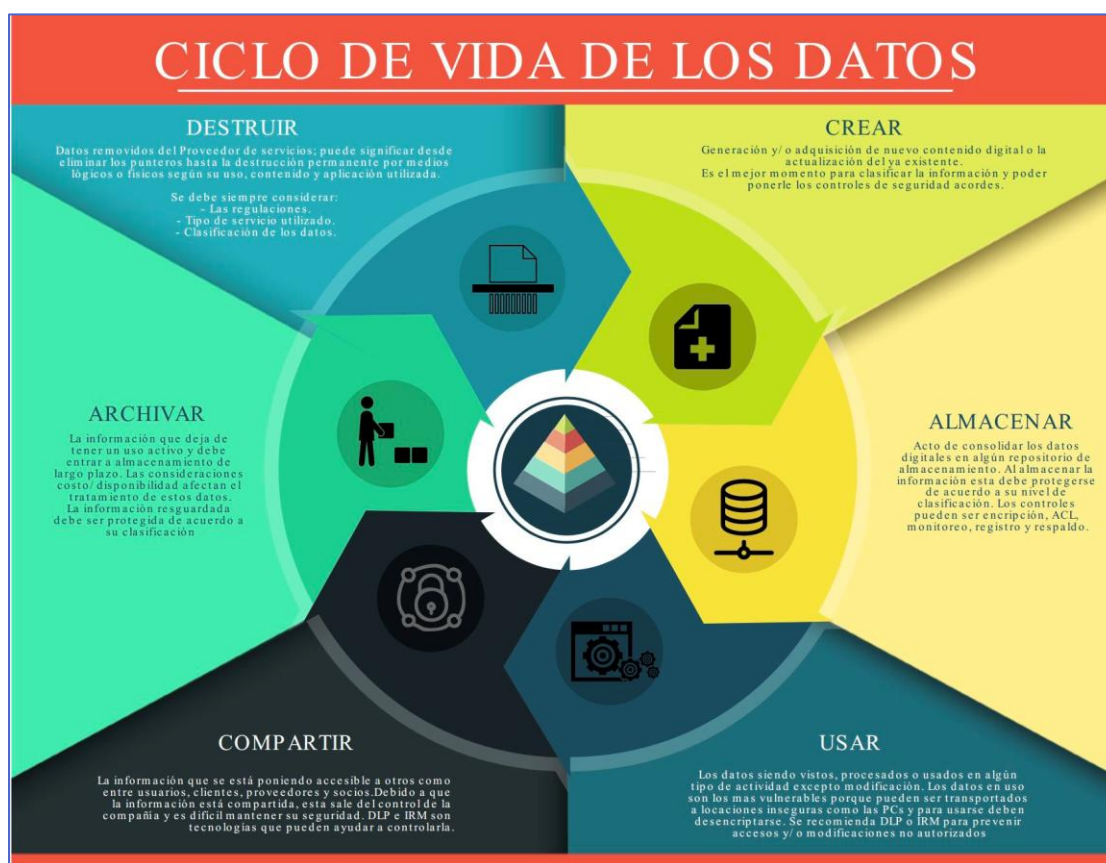 CICLO DE VIDA DE LOS DATOS
DESTRUIR
Datos removidos del Proveedor de servicios; puede significar desde
eliminar los punteros hasta la destrucción permanente por medios
lógicos o físicos según su uso, contenido y aplicación utilizada.
Se debe siempre considerar:
- Las regulaciones.
- Tipo de servicio utilizado.
- Clasificación de los datos.
CREAR
Generación y/o adquisición de nuevo contenido digital o la
actualización del ya existente.
Es el mejor momento para clasificar la información y poder
ponerle los controles de seguridad acordes.
ARCHIVAR
La información que deja de
tener un uso activo y debe
entrar a almacenamiento de
largo plazo. Las consideraciones
costo/disponibilidad afectan el
tratamiento de estos datos.
La información resguardada
debe ser protegida de acuerdo a
su clasificación
ALMACENAR
Acto de consolidar los datos
digitales en algún repositorio de
almacenamiento. Al almacenar la
información esta debe protegerse
de acuerdo a su nivel de
clasificación. Los controles
pueden ser encripción, ACL,
monitoreo, registro y respaldo.
COMPARTIR
La información que se está poniendo accesible a otros como
entre usuarios, clientes, proveedores y socios.Debido a que
la información está compartida, esta sale del control de la
compañia y es difícil mantener su seguridad. DLP e IRM son
tecnologías que pueden ayudar a controlarla.
USAR
Los datos siendo vistos, procesados o usados en algún
tipo de actividad excepto modificación. Los datos en uso
son los mas vulnerables porque pueden ser transportados
a locaciones inseguras como las PCs y para usarse deben
desencriptarse. Se recomienda DLP o IRM para prevenir
accesos y/o modificaciones no autorizados